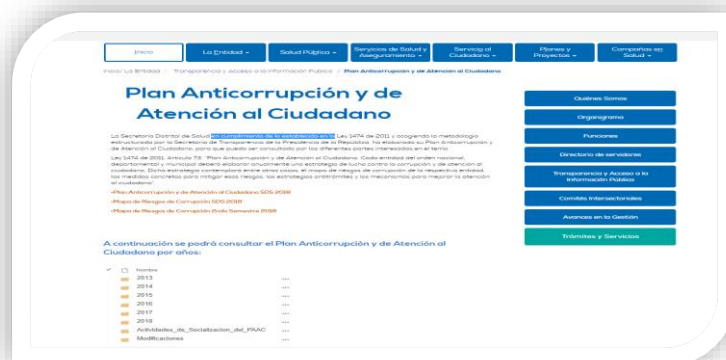 Inicio
La Entidad
Salud Pública
Servicios de Salud y
Aseguramiento
Servicio al
Ciudadano
Planes y
Proyectos
Campañas en
Salud
Inicio/ La Entidad / Transparencia y Acceso a la Información Pública / Plan Anticorrupción y de Atención al Ciudadano
Plan Anticorrupción y de
Atención al Ciudadano
La Secretaría Distrital de Salud en cumplimiento de lo establecido en la Ley 1474 de 2011 y acogiendo la metodología
estructurada por la Secretaría de Transparencia de la Presidencia de la República, ha elaborado su Plan Anticorrupción y
de Atención al Ciudadano, para que pueda ser consultado por las diferentes partes interesadas en el tema.
Ley 1474 de 2011. Artículo 73. "Plan Anticorrupción y de Atención al Ciudadano. Cada entidad del orden nacional,
departamental y municipal deberá elaborar anualmente una estrategia de lucha contra la corrupción y de atención al
ciudadano. Dicha estrategia contemplará, entre otras cosas, el mapa de riesgos de corrupción de la respectiva entidad,
las medidas concretas para mitigar esos riesgos, las estrategias antitrámites y los mecanismos para mejorar la atención
al ciudadano".
•Plan Anticorrupción y de Atención al Ciudadano SDS 2018
•Mapa de Riesgos de Corrupción SDS 2018
•Mapa de Riesgos de Corrupción Semestre 2018
A continuación se podrá consultar el Plan Anticorrupción y de Atención al
Ciudadano por años:
Nombre
2013 ...
2014 ...
2015 ...
2016 ...
2017 ...
2018 ...
Actividades_de_Socializacion_del_PAAC ...
Modificaciones ...
Quiénes Somos
Organigrama
Funciones
Directorio de servidores
Transparencia y Acceso a la
Información Pública
Comités Intersectoriales
Avances en la Gestión
Trámites y Servicios